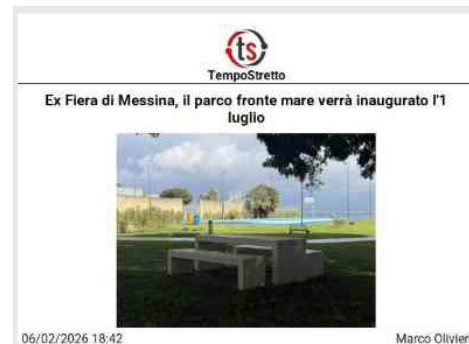 ts
TempoStretto
Ex Fiera di Messina, il parco fronte mare verrà inaugurato l'1
luglio
06/02/2026 18:42
Marco Olivier